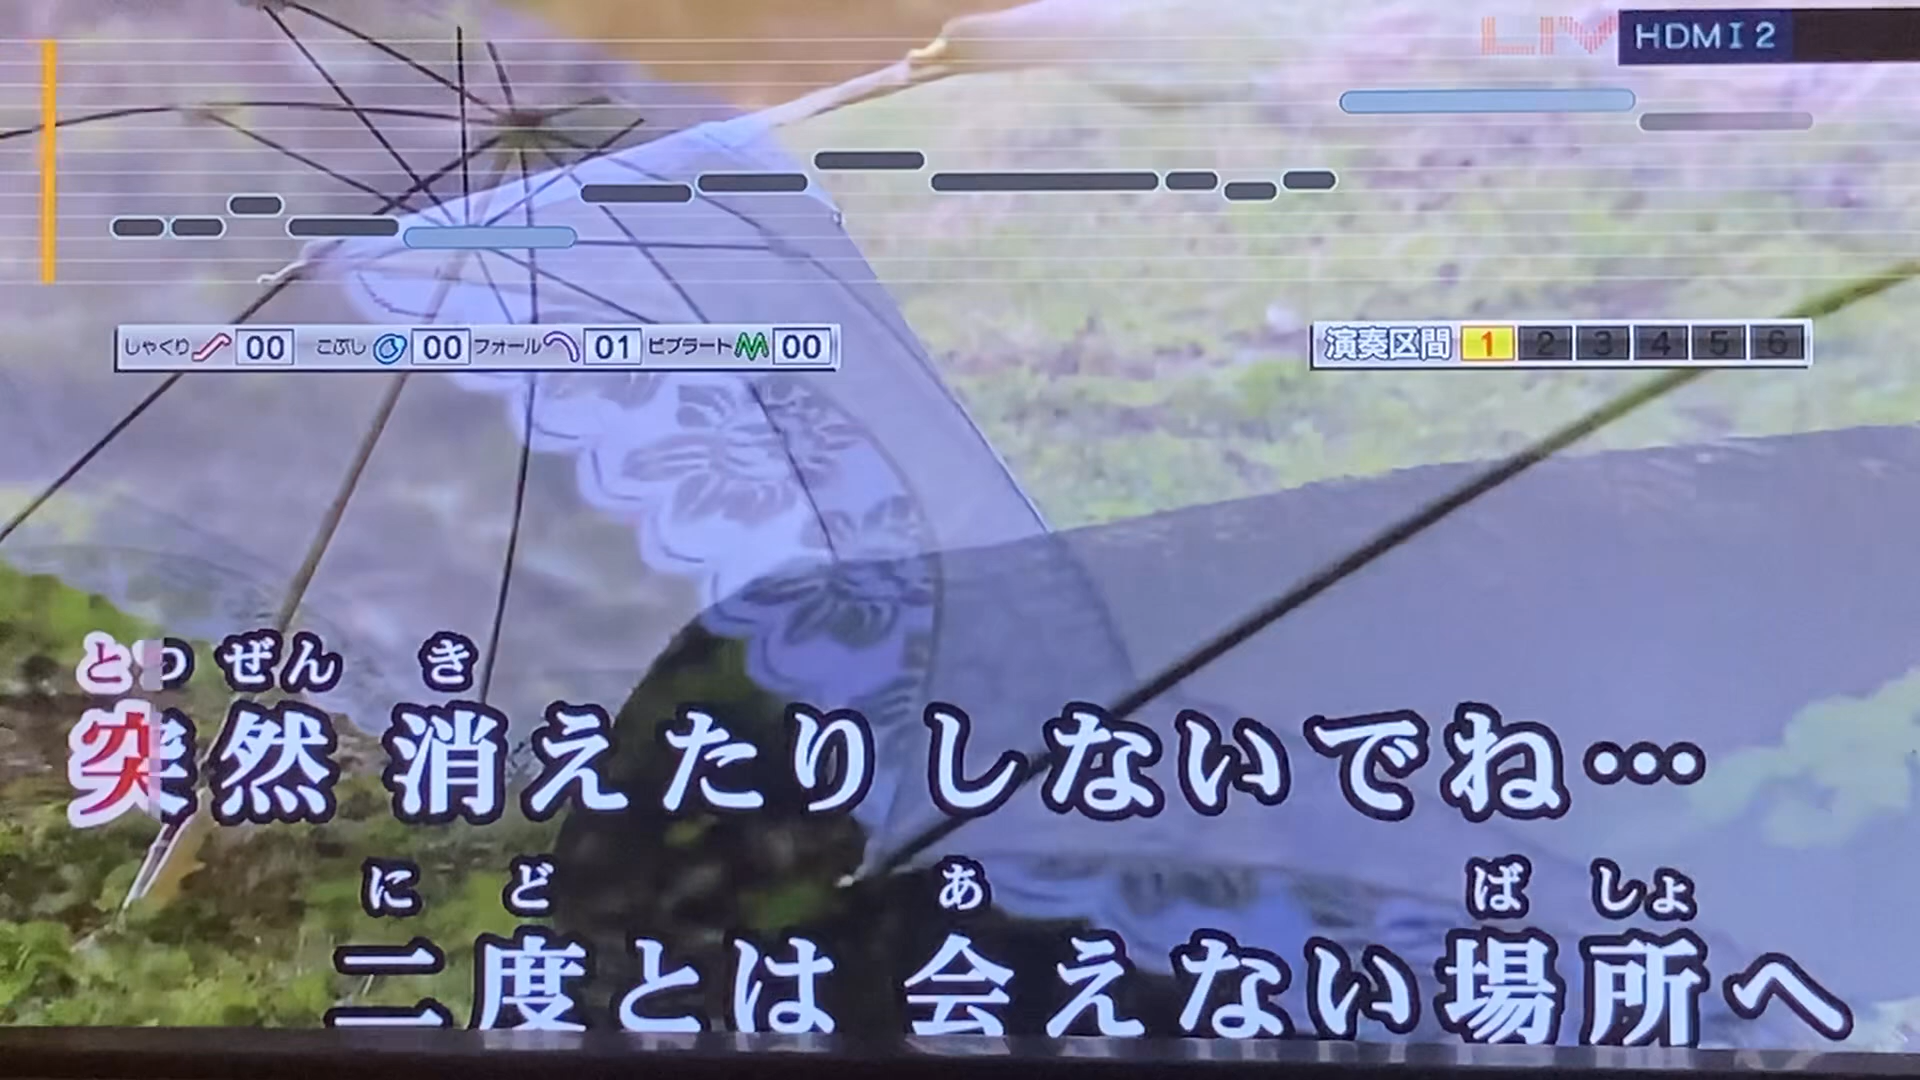 HDMI2
しゃくり 00 こぶし 00 フォール 01 ビブラート 00
演奏区間 1 2 3 4 5 6
とつ ぜん き
突然 消えたりしないでね…
に ど あ ば しょ
二度とは 会えない場所へ